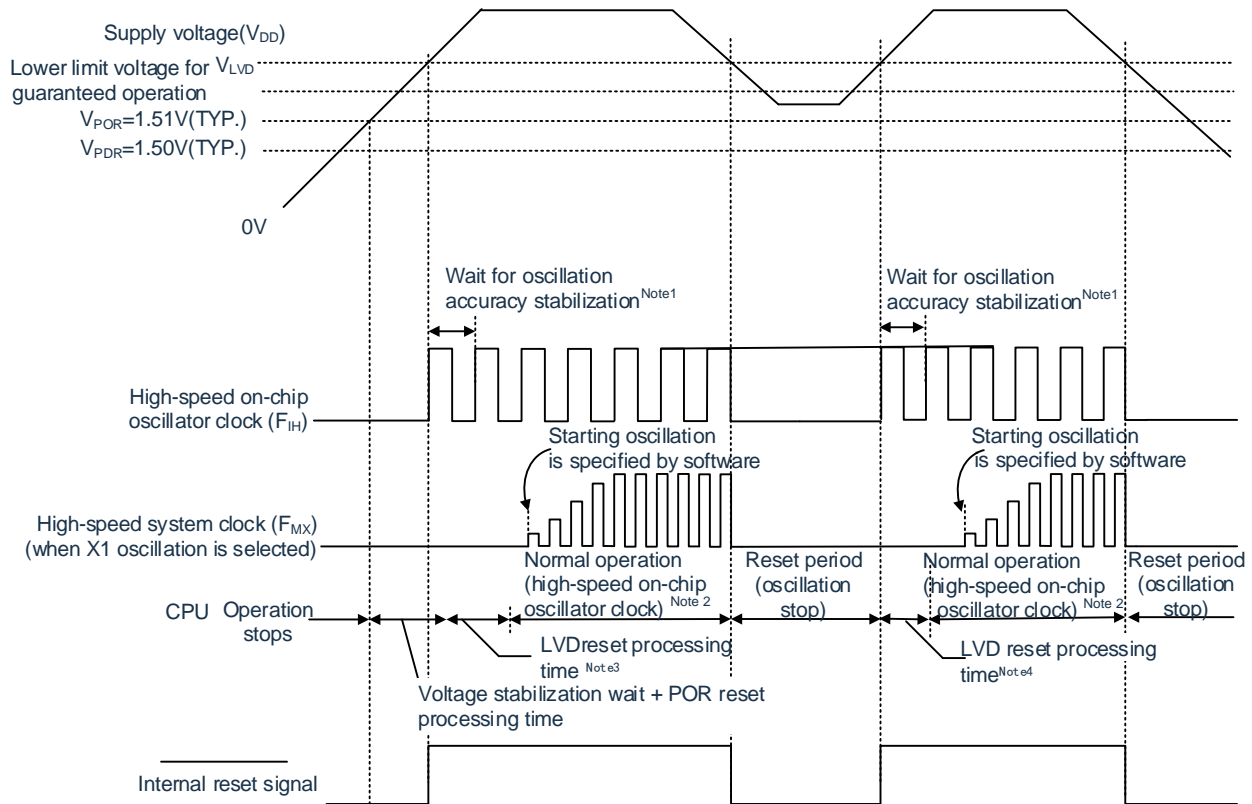 Supply voltage(VDD)
Lower limit voltage for VLVD
guaranteed operation
VPOR=1.51V(TYP.)
VPDR=1.50V(TYP.)
0V
Wait for oscillation
accuracy stabilizationNote1
Wait for oscillation
accuracy stabilizationNote1
High-speed on-chip
oscillator clock (FIH)
Starting oscillation
is specified by software
Starting oscillation
is specified by software
High-speed system clock (FMX)
(when X1 oscillation is selected)
Normal operation
(high-speed on-chip
oscillator clock) Note 2
Reset period
(oscillation
stop)
Normal operation
(high-speed on-chip
oscillator clock) Note 2
Reset period
(oscillation
stop)
CPU Operation
stops
LVDreset processing
time Note3
LVD reset processing
timeNote4
Voltage stabilization wait + POR reset
processing time
Internal reset signal